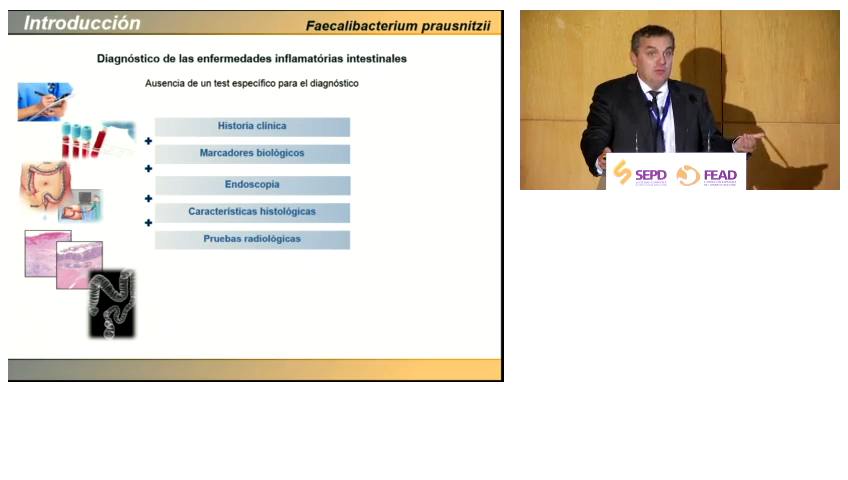 Introducción
Faecalibacterium prausnitzii
Diagnóstico de las enfermedades inflamatórias intestinales
Ausencia de un test específico para el diagnóstico
Historia clínica
+
Marcadores biológicos
+
Endoscopia
+
Características histológicas
+
Pruebas radiológicas
SEPD
FEAD